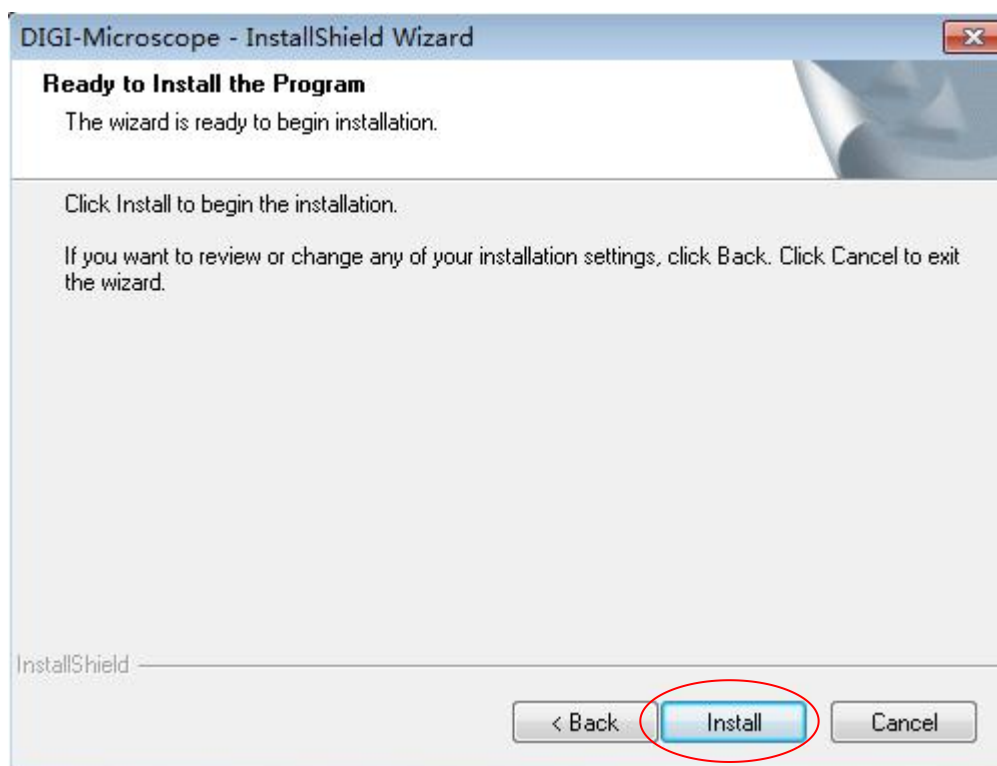 DIGI-Microscope - InstallShield Wizard
Ready to Install the Program
The wizard is ready to begin installation.
Click Install to begin the installation.
If you want to review or change any of your installation settings, click Back. Click Cancel to exit
the wizard.
InstallShield
< Back Install Cancel